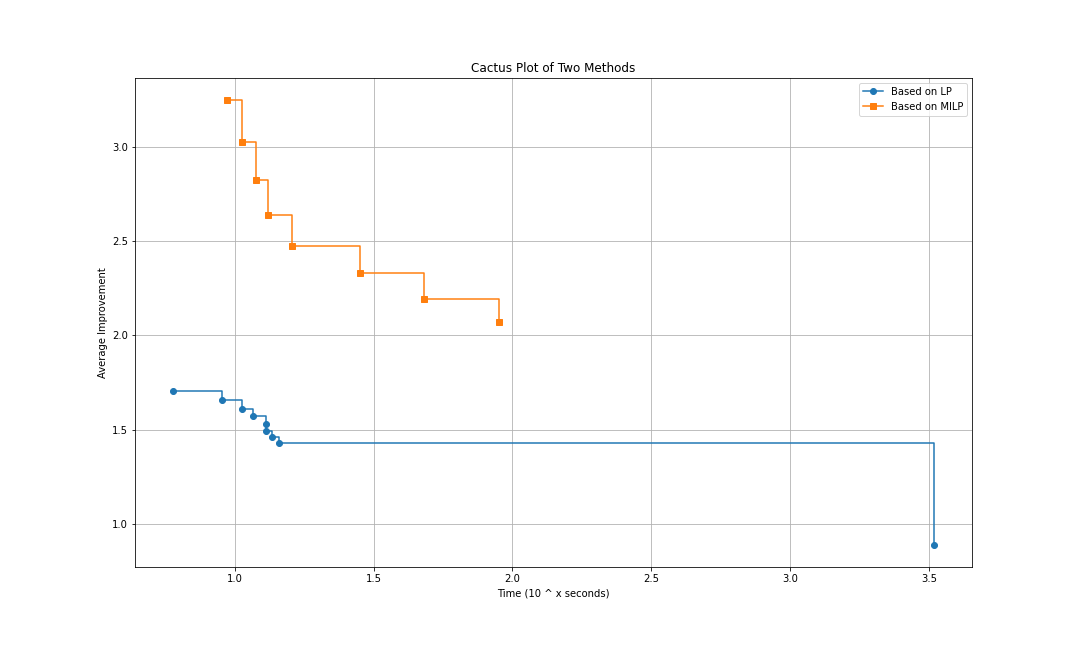 Cactus Plot of Two Methods
Based on LP
Based on MILP
3.0
2.5
2.0
1.5
1.0
Average Improvement
1.0 1.5 2.0 2.5 3.0 3.5
Time (10 ^ x seconds)